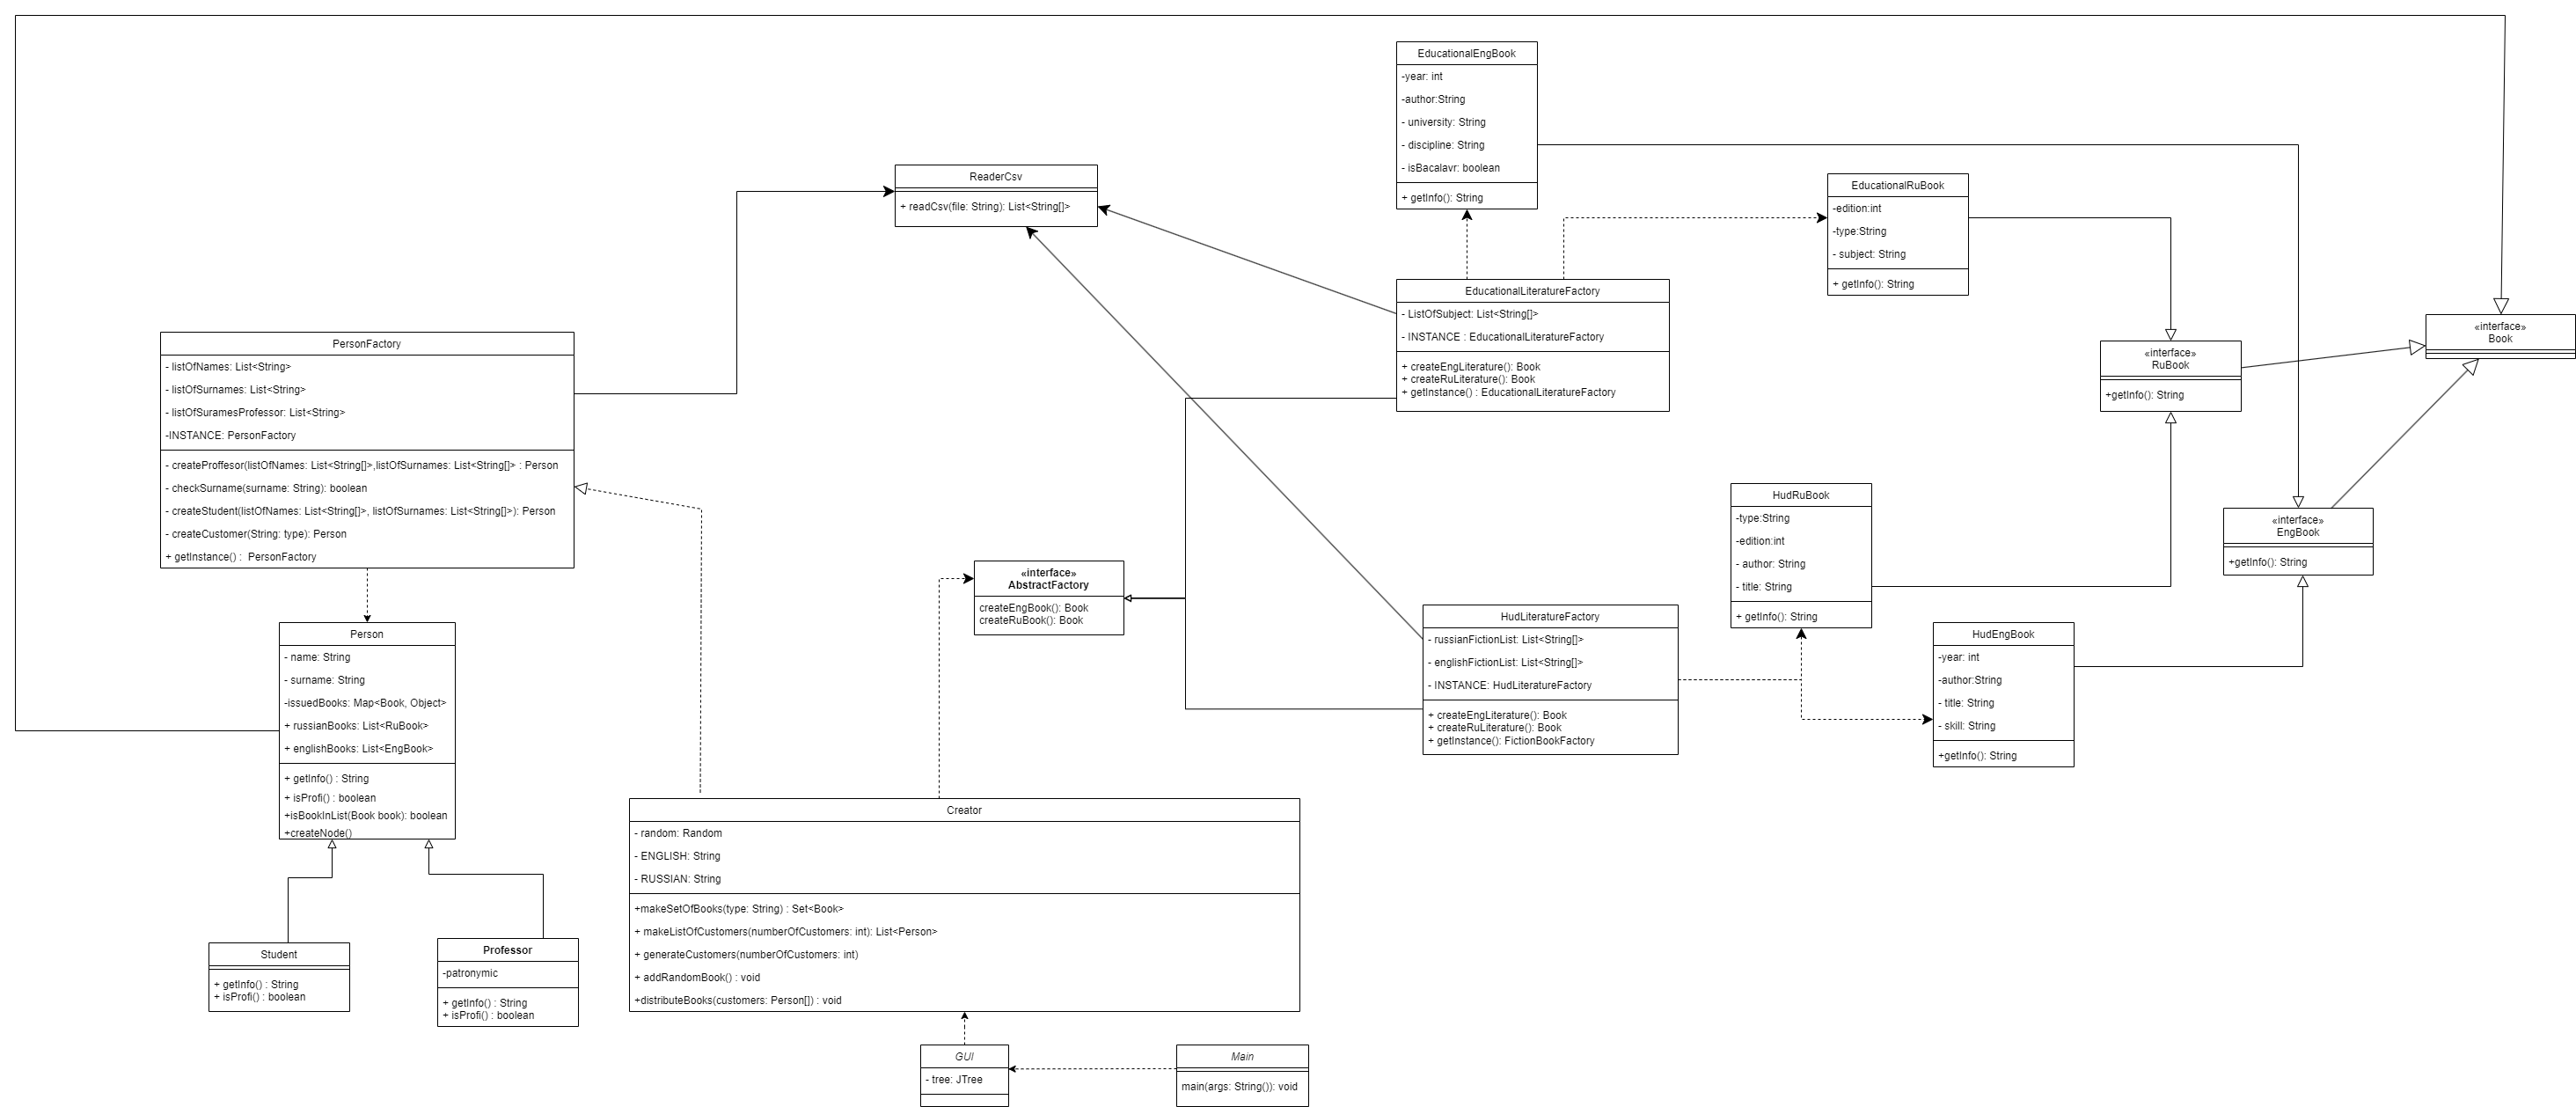 EducationalEngBook
-year: int
-author:String
- university: String
- discipline: String
- isBacalavr: boolean
+ getInfo(): String
ReaderCsv
+ readCsv(file: String): List<String[]>
EducationalRuBook
-edition:int
-type:String
- subject: String
+ getInfo(): String
EducationalLiteratureFactory
- ListOfSubject: List<String[]>
- INSTANCE : EducationalLiteratureFactory
+ createEngLiterature(): Book
+ createRuLiterature(): Book
+ getInstance() : EducationalLiteratureFactory
«interface»
Book
«interface»
RuBook
+getInfo(): String
PersonFactory
- listOfNames: List<String>
- listOfSurnames: List<String>
- listOfSuramesProfessor: List<String>
-INSTANCE: PersonFactory
- createProffesor(listOfNames: List<String[]>,listOfSurnames: List<String[]> : Person
- checkSurname(surname: String): boolean
- createStudent(listOfNames: List<String[]>, listOfSurnames: List<String[]>): Person
- createCustomer(String: type): Person
+ getInstance() : PersonFactory
HudRuBook
-type:String
-edition:int
- author: String
- title: String
+ getInfo(): String
«interface»
EngBook
+getInfo(): String
«interface»
AbstractFactory
createEngBook(): Book
createRuBook(): Book
HudLiteratureFactory
- russianFictionList: List<String[]>
- englishFictionList: List<String[]>
- INSTANCE: HudLiteratureFactory
+ createEngLiterature(): Book
+ createRuLiterature(): Book
+ getInstance(): FictionBookFactory
HudEngBook
-year: int
-author:String
- title: String
- skill: String
+getInfo(): String
Person
- name: String
- surname: String
-issuedBooks: Map<Book, Object>
+ russianBooks: List<RuBook>
+ englishBooks: List<EngBook>
+ getInfo() : String
+ isProfi() : boolean
+isBookInList(Book book): boolean
+createNode()
Creator
- random: Random
- ENGLISH: String
- RUSSIAN: String
+makeSetOfBooks(type: String) : Set<Book>
+ makeListOfCustomers(numberOfCustomers: int): List<Person>
+ generateCustomers(numberOfCustomers: int)
+ addRandomBook() : void
+distributeBooks(customers: Person[]) : void
Student
+ getInfo() : String
+ isProfi() : boolean
Professor
-patronymic
+ getInfo() : String
+ isProfi() : boolean
GUI
- tree: JTree
Main
main(args: String()): void